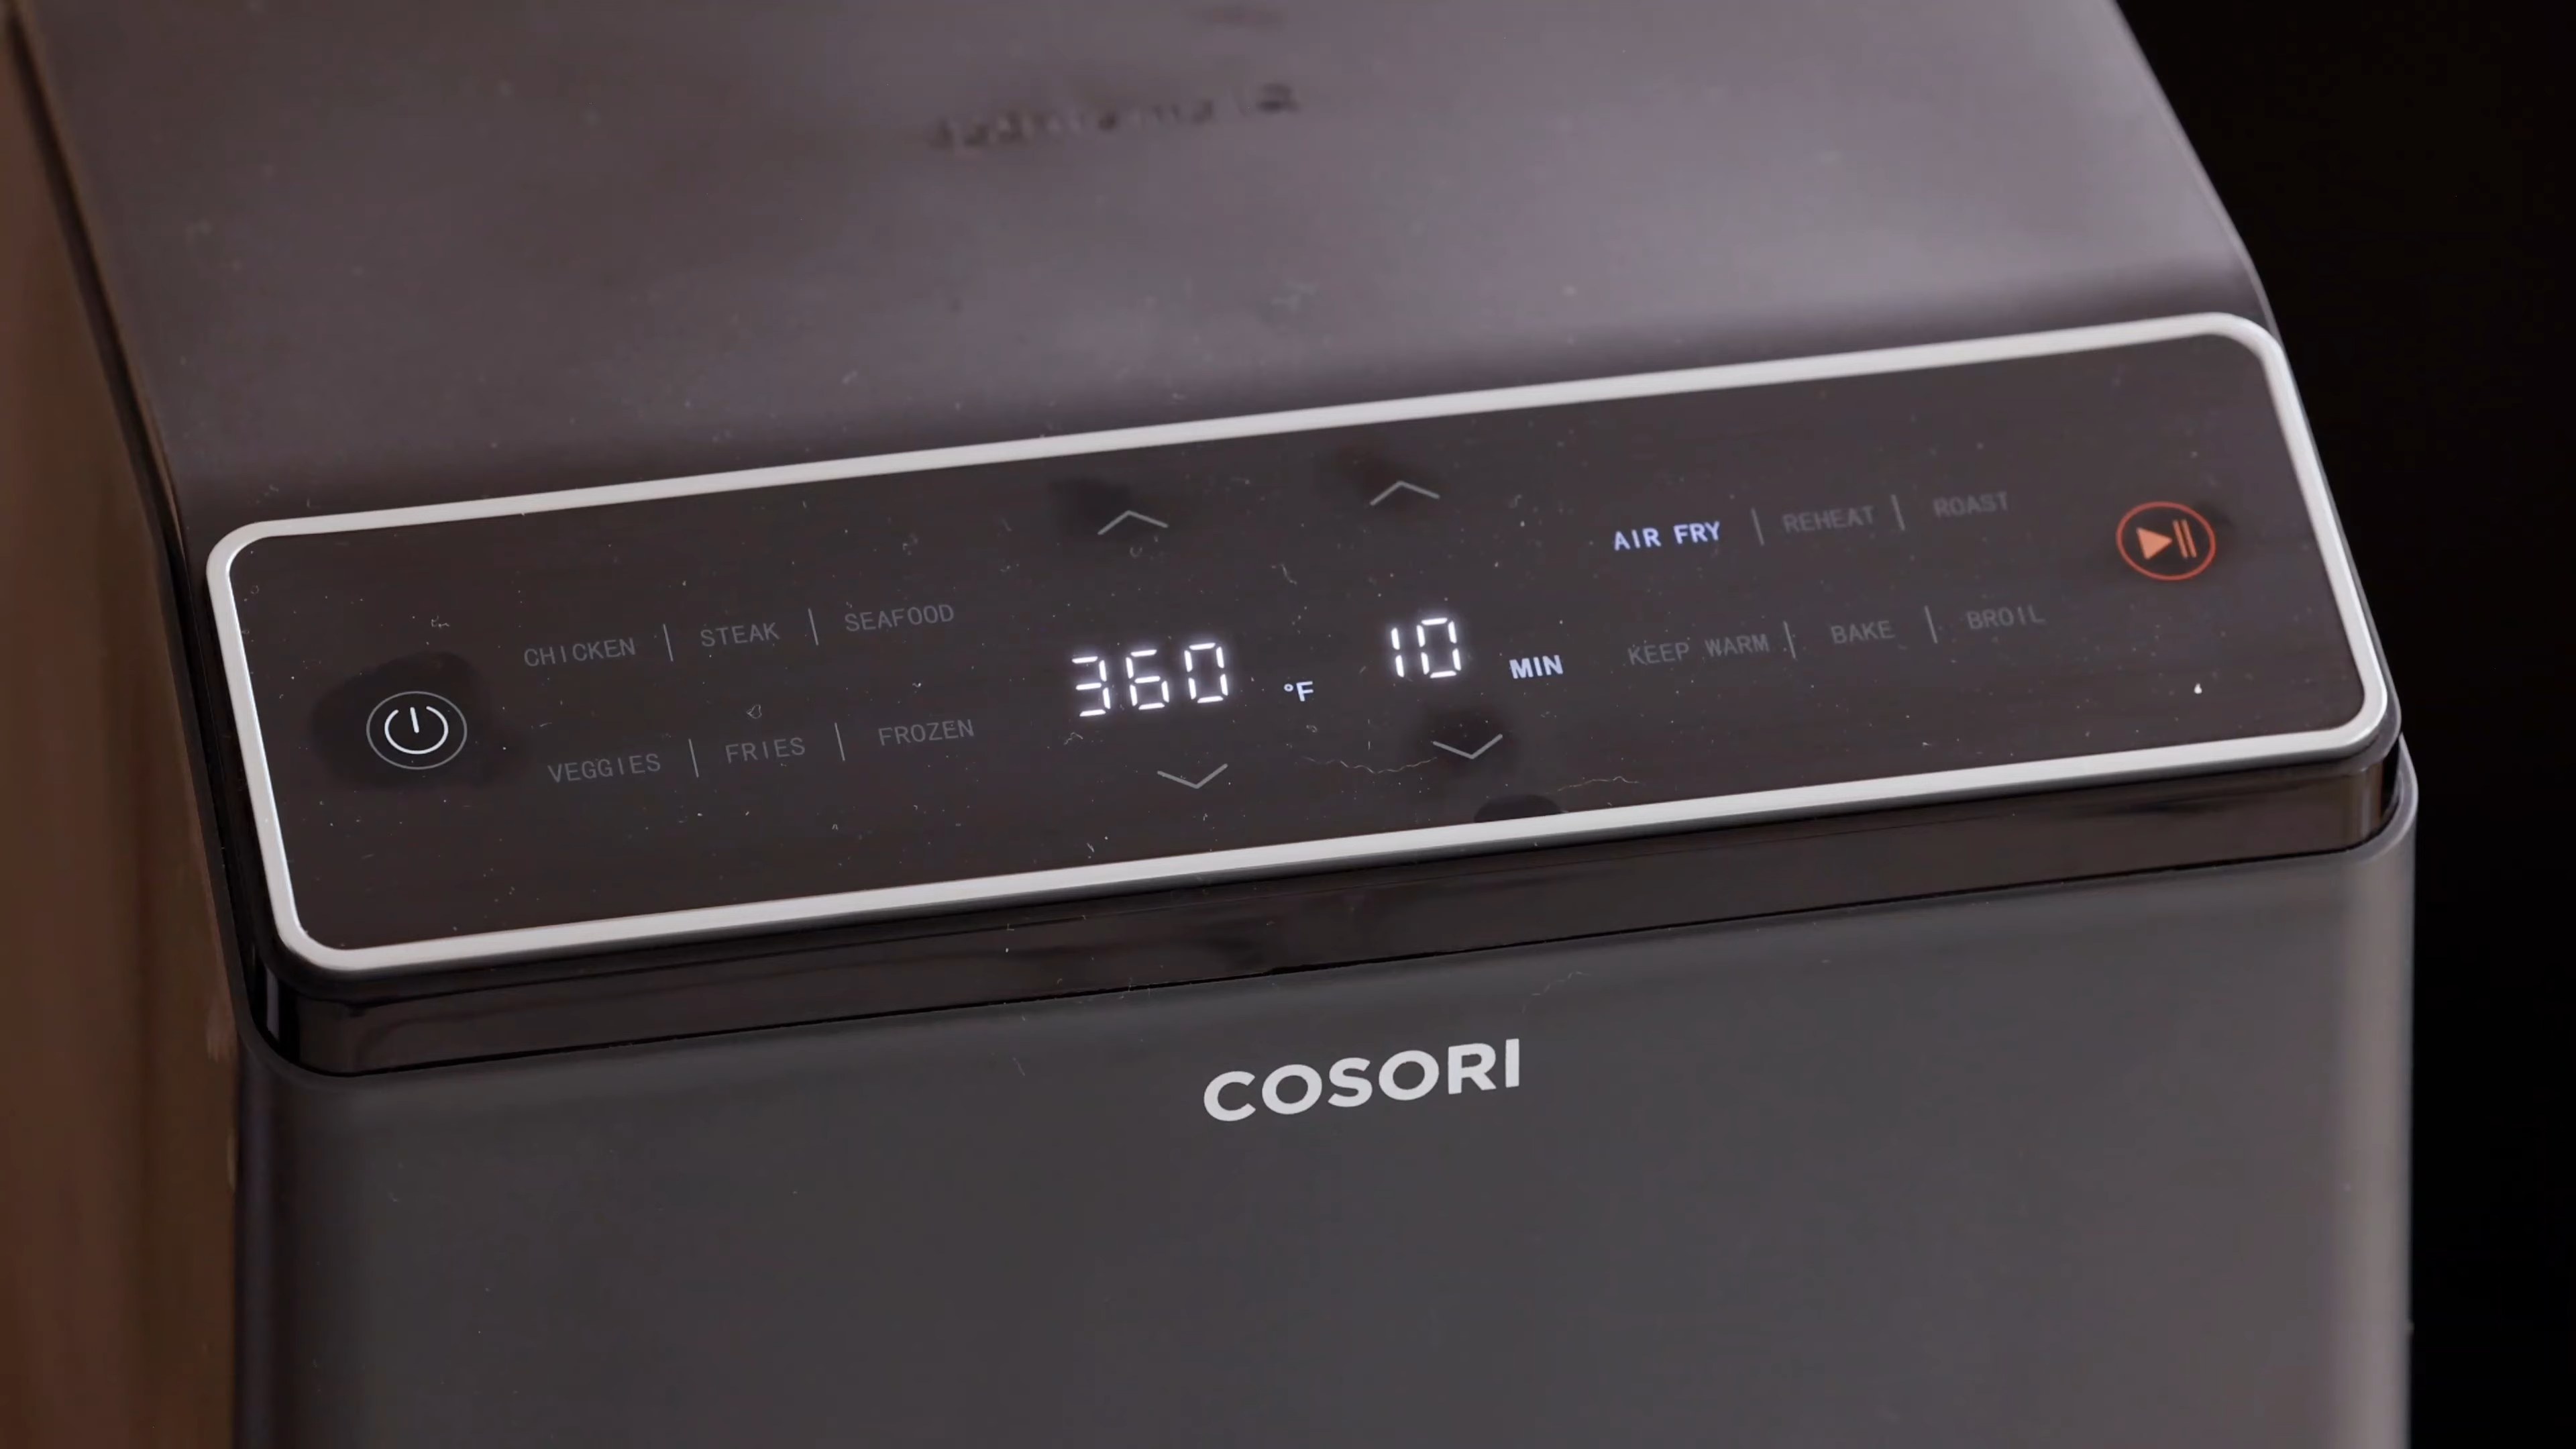 AIR FRY | REHEAT | ROAST
CHICKEN | STEAK | SEAFOOD
360 °F 10 MIN
KEEP WARM | BAKE | BROIL
VEGGIES | FRIES | FROZEN
COSORI